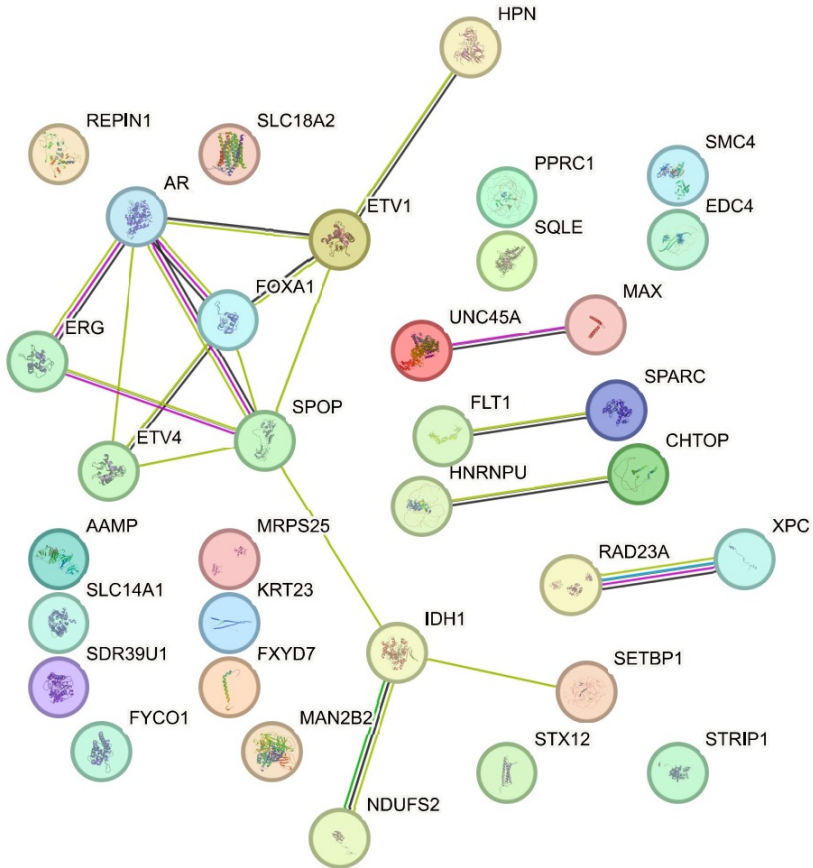 HPN
REPIN1
SLC18A2
SMC4
PPRC1
AR
ETV1
EDC4
SQLE
FOXA1
MAX
UNC45A
ERG
SPARC
FLT1
SPOP
ETV4
CHTOP
HNRNPU
AAMP
MRPS25
XPC
RAD23A
SLC14A1
KRT23
IDH1
SDR39U1
FXYD7
SETBP1
FYCO1
MAN2B2
STX12
STRIP1
NDUFS2